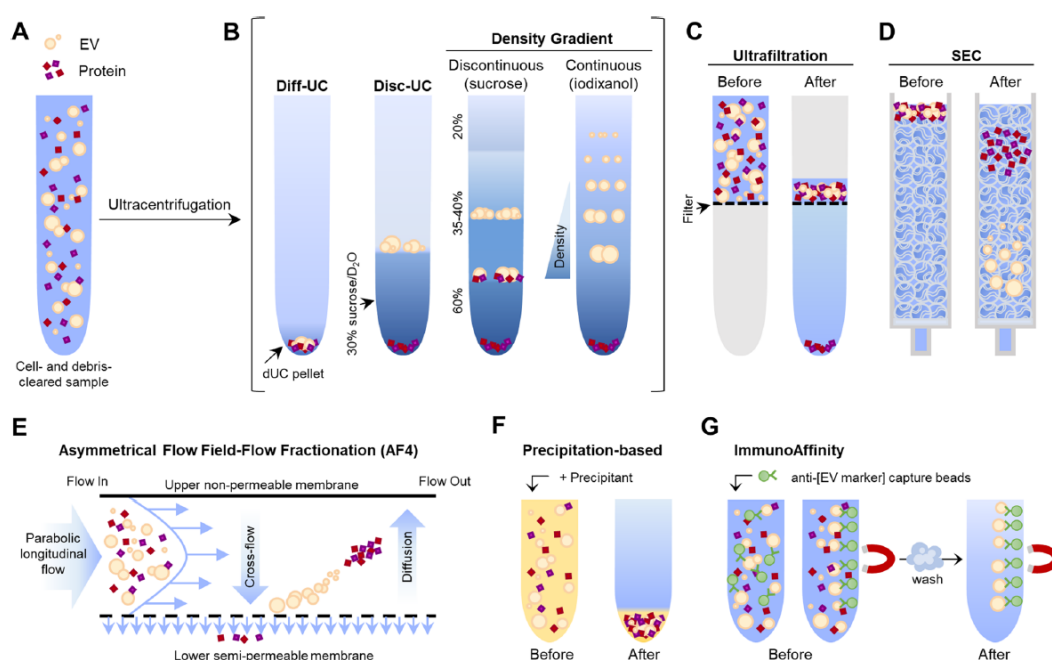 A
EV
Protein
Cell- and debris-
cleared sample
Ultracentrifugation
B
Density Gradient
Diff-UC
Disc-UC
Discontinuous
(sucrose)
Continuous
(iodixanol)
20%
35-40%
60%
30% sucrose/D₂O
Density
dUC pellet
C
Ultrafiltration
Before
After
Filter
D
SEC
Before
After
E
Asymmetrical Flow Field-Flow Fractionation (AF4)
Flow In
Upper non-permeable membrane
Flow Out
Parabolic
longitudinal
flow
Cross-flow
Diffusion
Lower semi-permeable membrane
F
Precipitation-based
+ Precipitant
Before
After
G
ImmunoAffinity
anti-[EV marker] capture beads
wash
Before
After